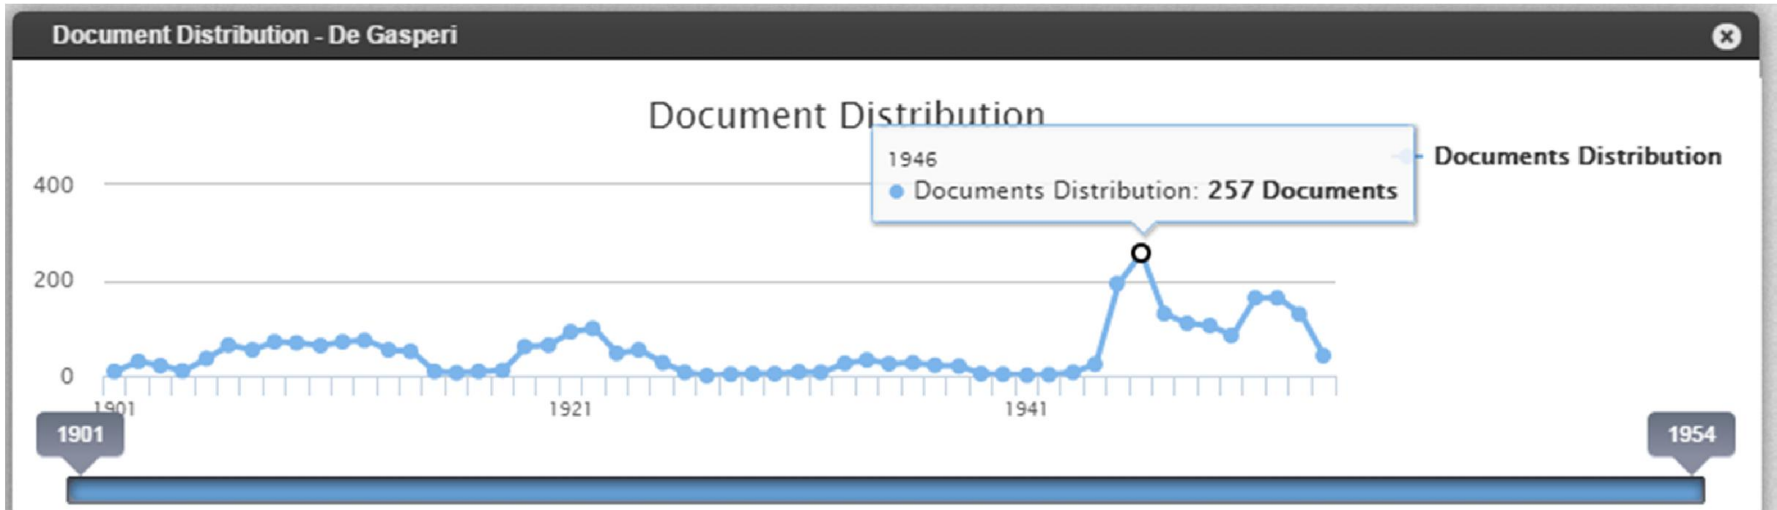 Document Distribution - De Gasperi
Document Distribution
1946
Documents Distribution: 257 Documents
Documents Distribution
400
200
0
1901
1921
1941
1901
1954